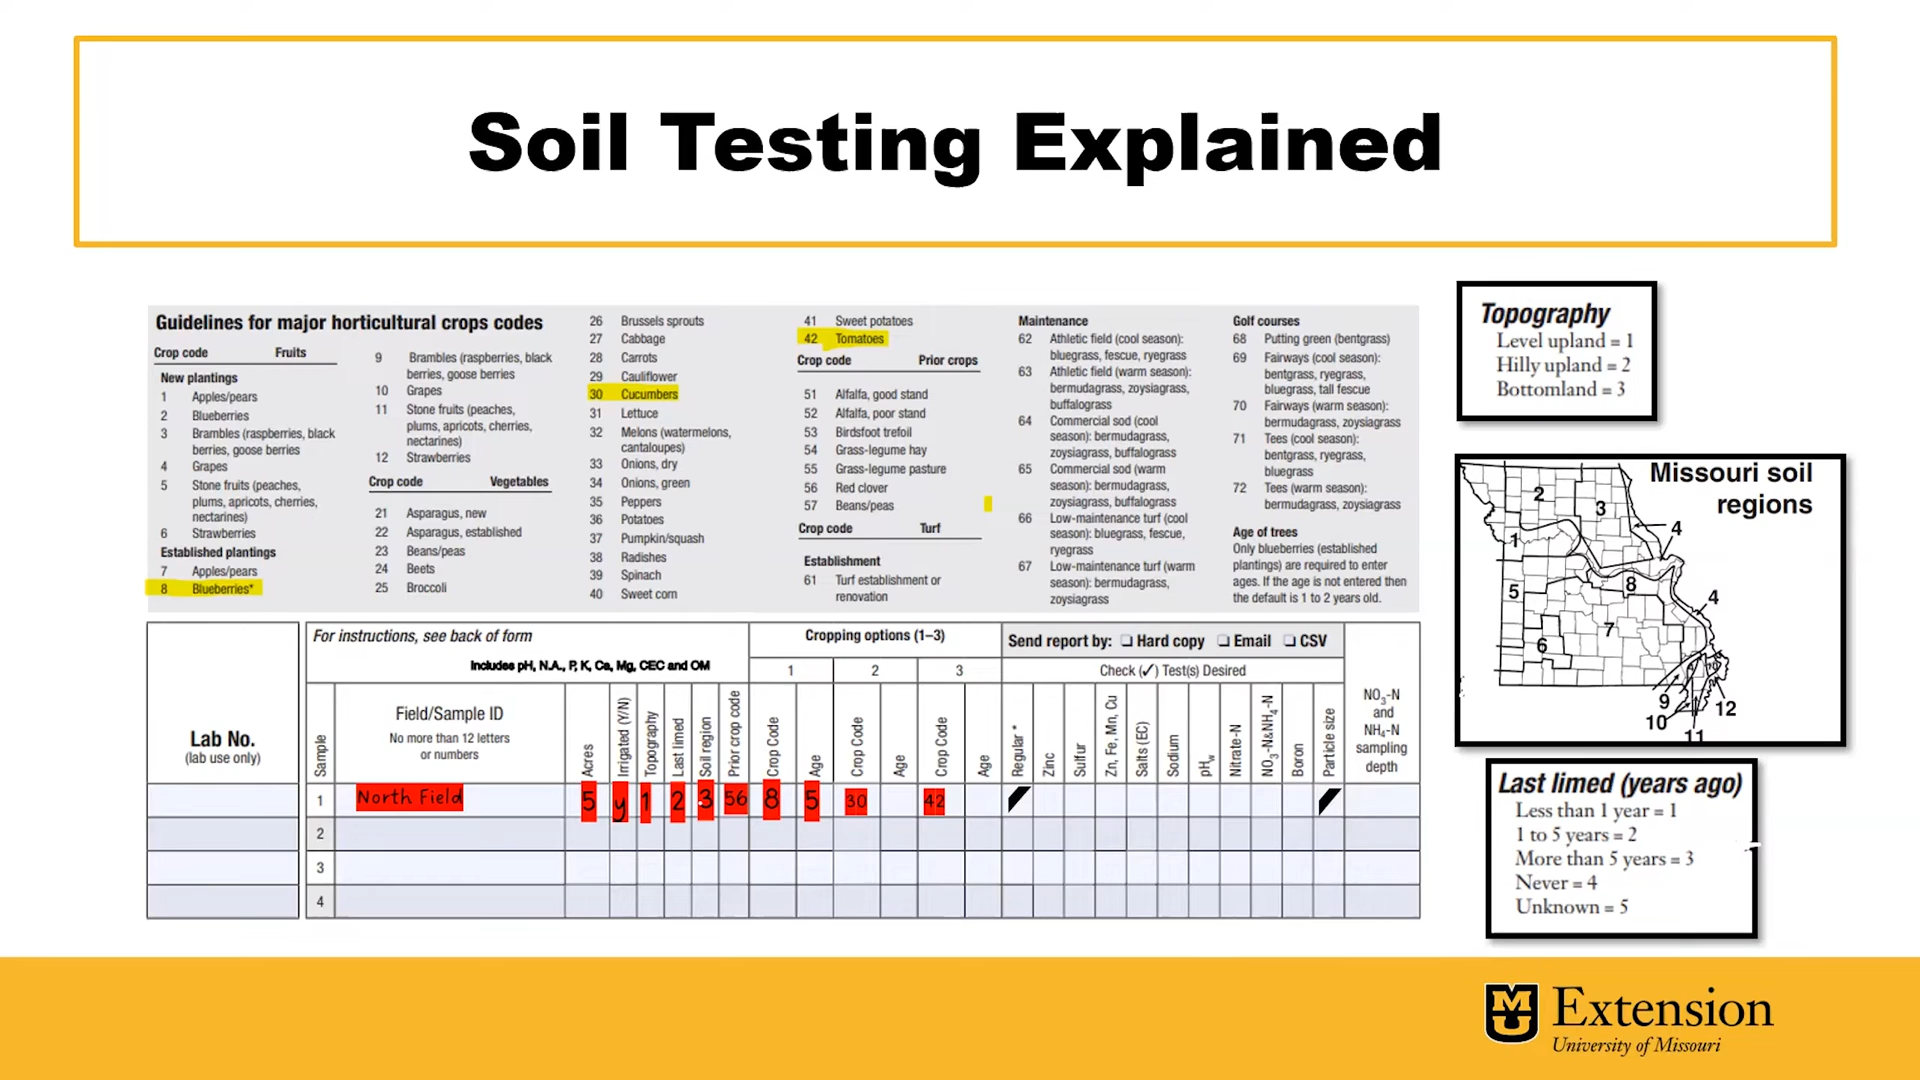 Soil Testing Explained
Guidelines for major horticultural crops codes
Crop code Fruits
New plantings
1 Apples/pears
2 Blueberries
3 Brambles (raspberries, black
berries, goose berries
4 Grapes
5 Stone fruits (peaches,
plums, apricots, cherries,
nectarines)
6 Strawberries
Established plantings
7 Apples/pears
8 Blueberries*
9 Brambles (raspberries, black
berries, goose berries
10 Grapes
11 Stone fruits (peaches,
plums, apricots, cherries,
nectarines)
12 Strawberries
Crop code Vegetables
21 Asparagus, new
22 Asparagus, established
23 Beans/peas
24 Beets
25 Broccoli
26 Brussels sprouts
27 Cabbage
28 Carrots
29 Cauliflower
30 Cucumbers
31 Lettuce
32 Melons (watermelons,
cantaloupes)
33 Onions, dry
34 Onions, green
35 Peppers
36 Potatoes
37 Pumpkin/squash
38 Radishes
39 Spinach
40 Sweet corn
41 Sweet potatoes
42 Tomatoes
Crop code Prior crops
51 Alfalfa, good stand
52 Alfalfa, poor stand
53 Birdsfoot trefoil
54 Grass-legume hay
55 Grass-legume pasture
56 Red clover
57 Beans/peas
Crop code Turf
Establishment
61 Turf establishment or
renovation
Maintenance
62 Athletic field (cool season):
bluegrass, fescue, ryegrass
63 Athletic field (warm season):
bermudagrass, zoysiagrass,
buffalograss
64 Commercial sod (cool
season): bermudagrass,
zoysiagrass, buffalograss
65 Commercial sod (warm
season): bermudagrass,
zoysiagrass, buffalograss
66 Low-maintenance turf (cool
season): bluegrass, fescue,
ryegrass
67 Low-maintenance turf (warm
season): bermudagrass,
zoysiagrass
Golf courses
68 Putting green (bentgrass)
69 Fairways (cool season):
bentgrass, ryegrass,
bluegrass, tall fescue
70 Fairways (warm season):
bermudagrass, zoysiagrass
71 Tees (cool season):
bentgrass, ryegrass,
bluegrass
72 Tees (warm season):
bermudagrass, zoysiagrass
Age of trees
Only blueberries (established
plantings) are required to enter
ages. If the age is not entered then
the default is 1 to 2 years old.
Topography
Level upland = 1
Hilly upland = 2
Bottomland = 3
Missouri soil
regions
2
3
4
1
5
8
4
7
6
9
12
10
11
Last limed (years ago)
Less than 1 year = 1
1 to 5 years = 2
More than 5 years = 3
Never = 4
Unknown = 5
For instructions, see back of form
Includes pH, N.A., P, K, Ca, Mg, CEC and OM
Cropping options (1–3)
1 2 3
Send report by: ❏ Hard copy ❏ Email ❏ CSV
Check (✓) Test(s) Desired
Lab No.
(lab use only)
Sample
Field/Sample ID
No more than 12 letters
or numbers
Acres
Irrigated (Y/N)
Topography
Last limed
Soil region
Prior crop code
Crop Code
Age
Crop Code
Age
Crop Code
Age
Regular *
Zinc
Sulfur
Zn, Fe, Mn, Cu
Salts (EC)
Sodium
pHw
Nitrate-N
NO3-N&NH4-N
Boron
Particle size
NO3-N
and
NH4-N
sampling
depth
1 North Field 5 y 1 2 3 56 8 5 30 42
2
3
4
MU
Extension
University of Missouri